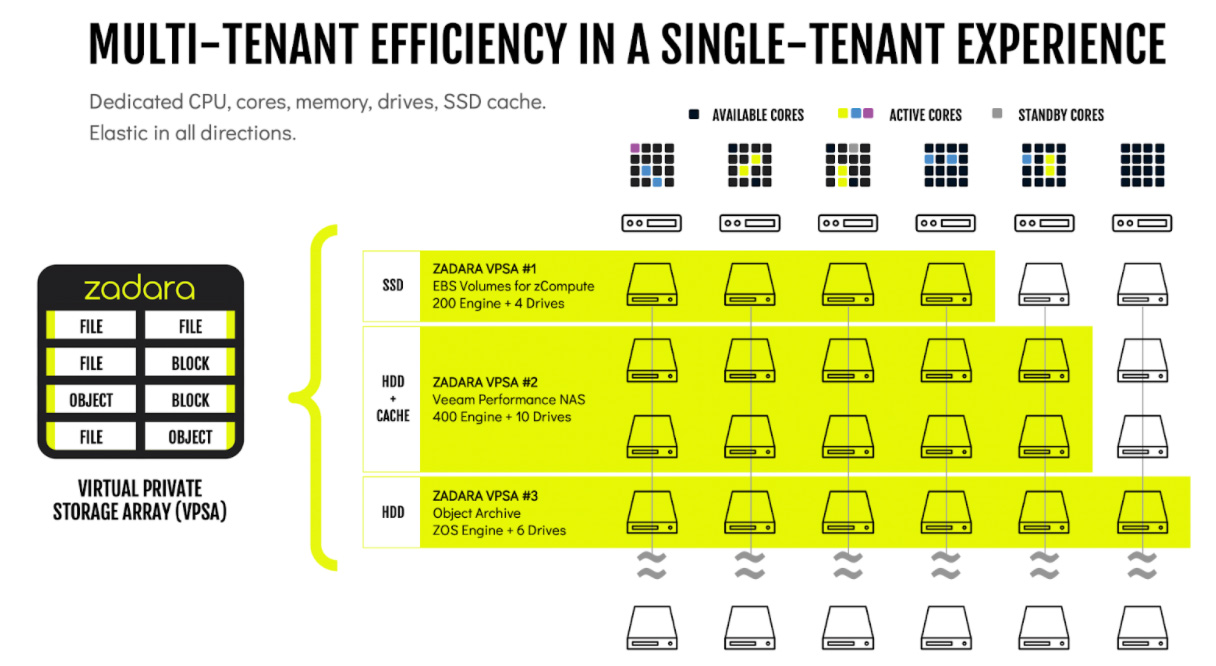 MULTI-TENANT EFFICIENCY IN A SINGLE-TENANT EXPERIENCE
Dedicated CPU, cores, memory, drives, SSD cache.
Elastic in all directions.
AVAILABLE CORES
ACTIVE CORES
STANDBY CORES
zadara
FILE FILE
FILE BLOCK
OBJECT BLOCK
FILE OBJECT
VIRTUAL PRIVATE
STORAGE ARRAY (VPSA)
SSD
ZADARA VPSA #1
EBS Volumes for zCompute
200 Engine + 4 Drives
HDD
+
CACHE
ZADARA VPSA #2
Veeam Performance NAS
400 Engine + 10 Drives
HDD
ZADARA VPSA #3
Object Archive
ZOS Engine + 6 Drives